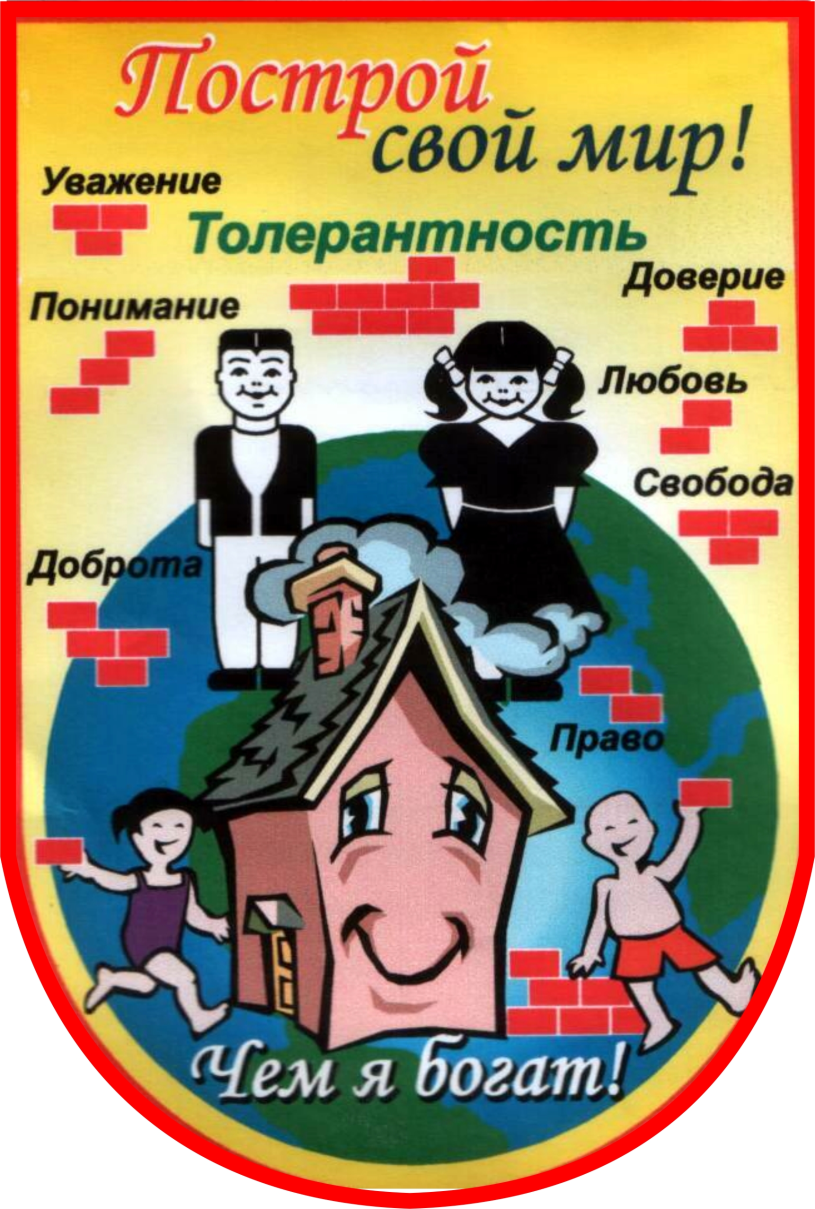 Построй
свой мир!
Уважение
Толерантность
Доверие
Понимание
Любовь
Свобода
Доброта
Право
Чем я богат!